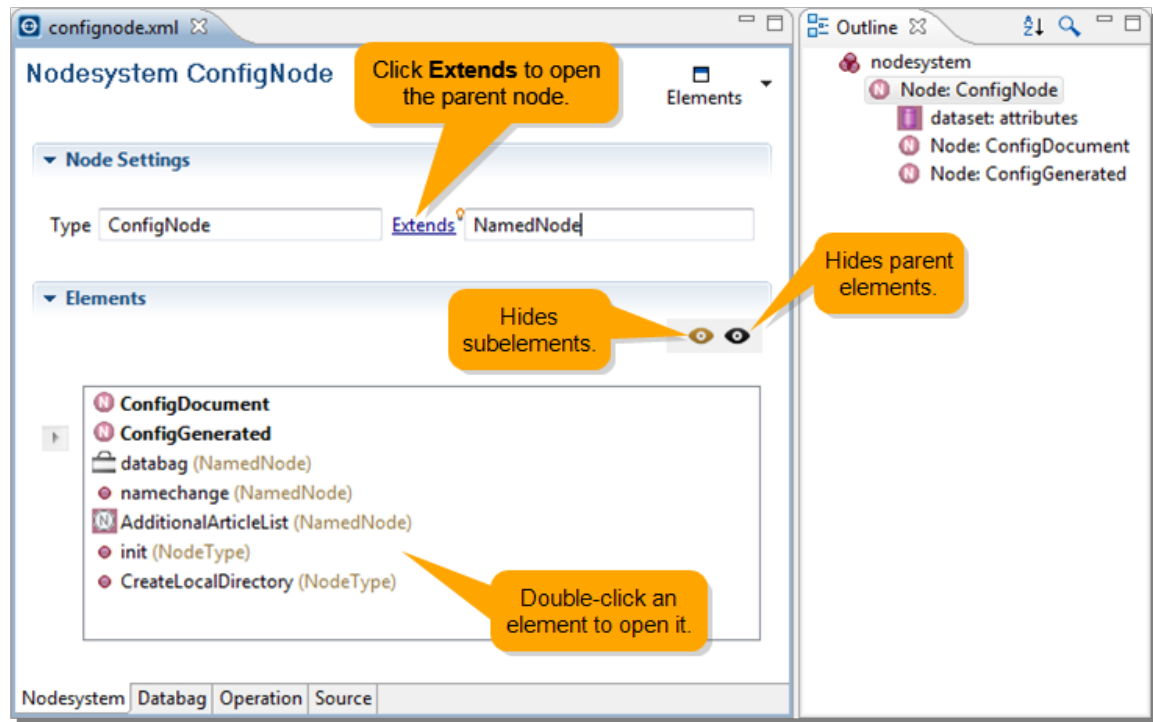 confignode.xml
Nodesystem ConfigNode
Click Extends to open
the parent node.
Elements
Node Settings
Type ConfigNode Extends NamedNode
Elements
Hides
subelements.
Hides parent
elements.
N ConfigDocument
N ConfigGenerated
databag (NamedNode)
namechange (NamedNode)
N AdditionalArticleList (NamedNode)
init (NodeType)
CreateLocalDirectory (NodeType)
Double-click an
element to open it.
Nodesystem Databag Operation Source
Outline
nodesystem
N Node: ConfigNode
dataset: attributes
N Node: ConfigDocument
N Node: ConfigGenerated